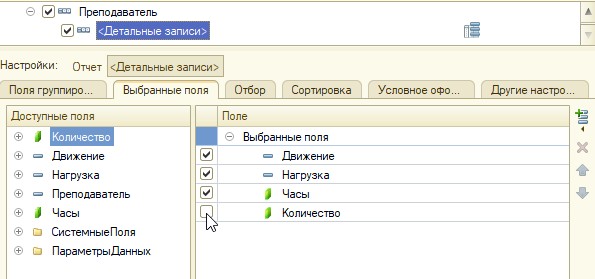 Преподаватель
<Детальные записи>
Настройки: Отчет <Детальные записи>
Поля группиро... Выбранные поля Отбор Сортировка Условное офо... Другие настро...
Доступные поля Поле
Количество Выбранные поля
Движение Движение
Нагрузка Нагрузка
Преподаватель Часы
Часы Количество
СистемныеПоля
ПараметрыДанных